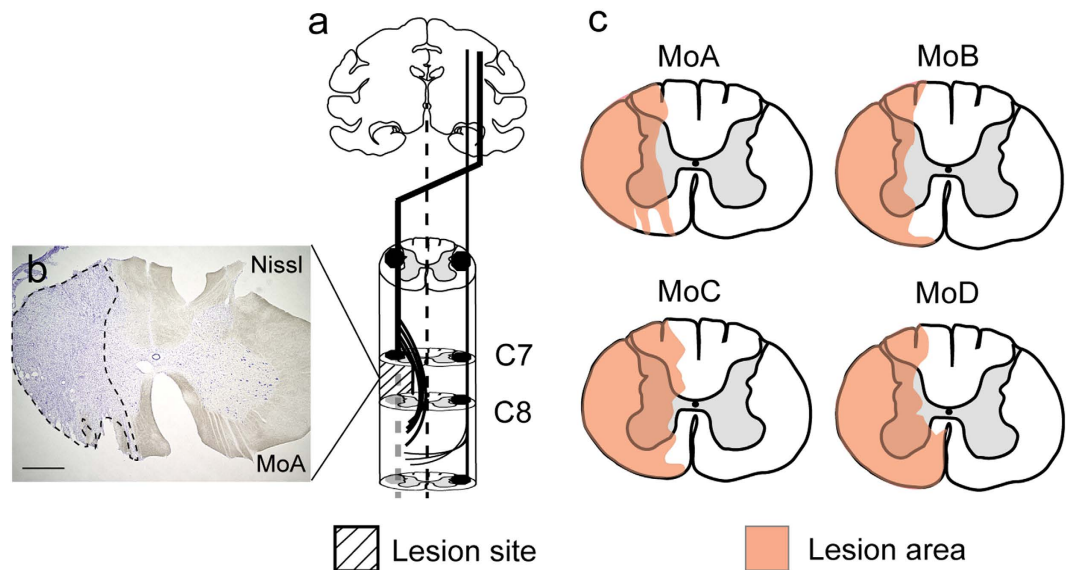 a
c
MoA
MoB
b
Nissl
C7
C8
MoA
MoC
MoD
Lesion site
Lesion area